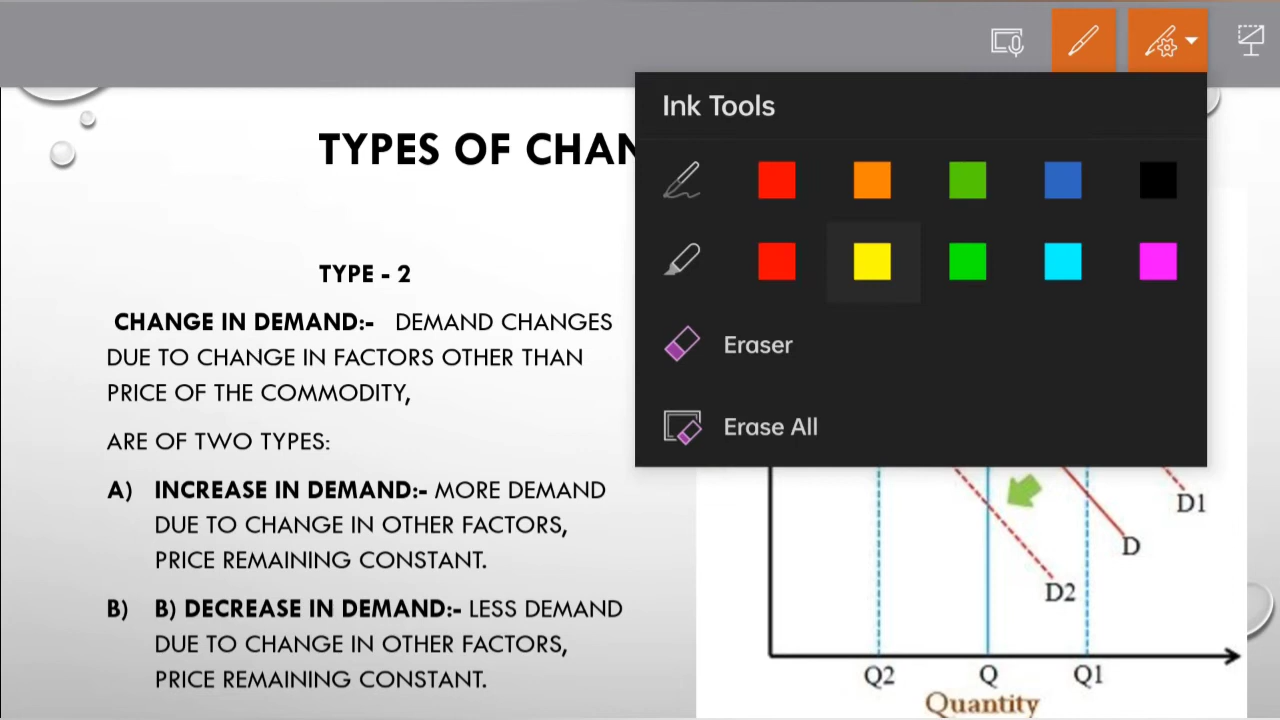 Ink Tools
TYPES OF CHAN
Eraser
Erase All
TYPE - 2
CHANGE IN DEMAND:- DEMAND CHANGES
DUE TO CHANGE IN FACTORS OTHER THAN
PRICE OF THE COMMODITY,
ARE OF TWO TYPES:
A) INCREASE IN DEMAND:- MORE DEMAND
DUE TO CHANGE IN OTHER FACTORS,
PRICE REMAINING CONSTANT.
B) B) DECREASE IN DEMAND:- LESS DEMAND
DUE TO CHANGE IN OTHER FACTORS,
PRICE REMAINING CONSTANT.
D1
D
D2
Q2 Q Q1
Quantity